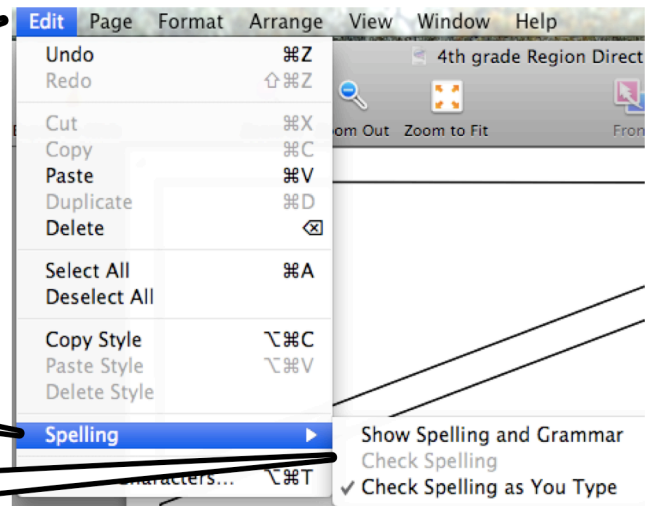 Edit Page Format Arrange View Window Help
4th grade Region Direct
Undo ⌘Z
Redo ⇧⌘Z
Out Zoom to Fit
Cut ⌘X
Copy ⌘C
Paste ⌘V
Duplicate ⌘D
Delete ⌫
Select All ⌘A
Deselect All
Copy Style ⌥⌘C
Paste Style ⌥⌘V
Delete Style
Spelling ▶
Show Spelling and Grammar
Check Spelling
✓ Check Spelling as You Type
⌥⌘T